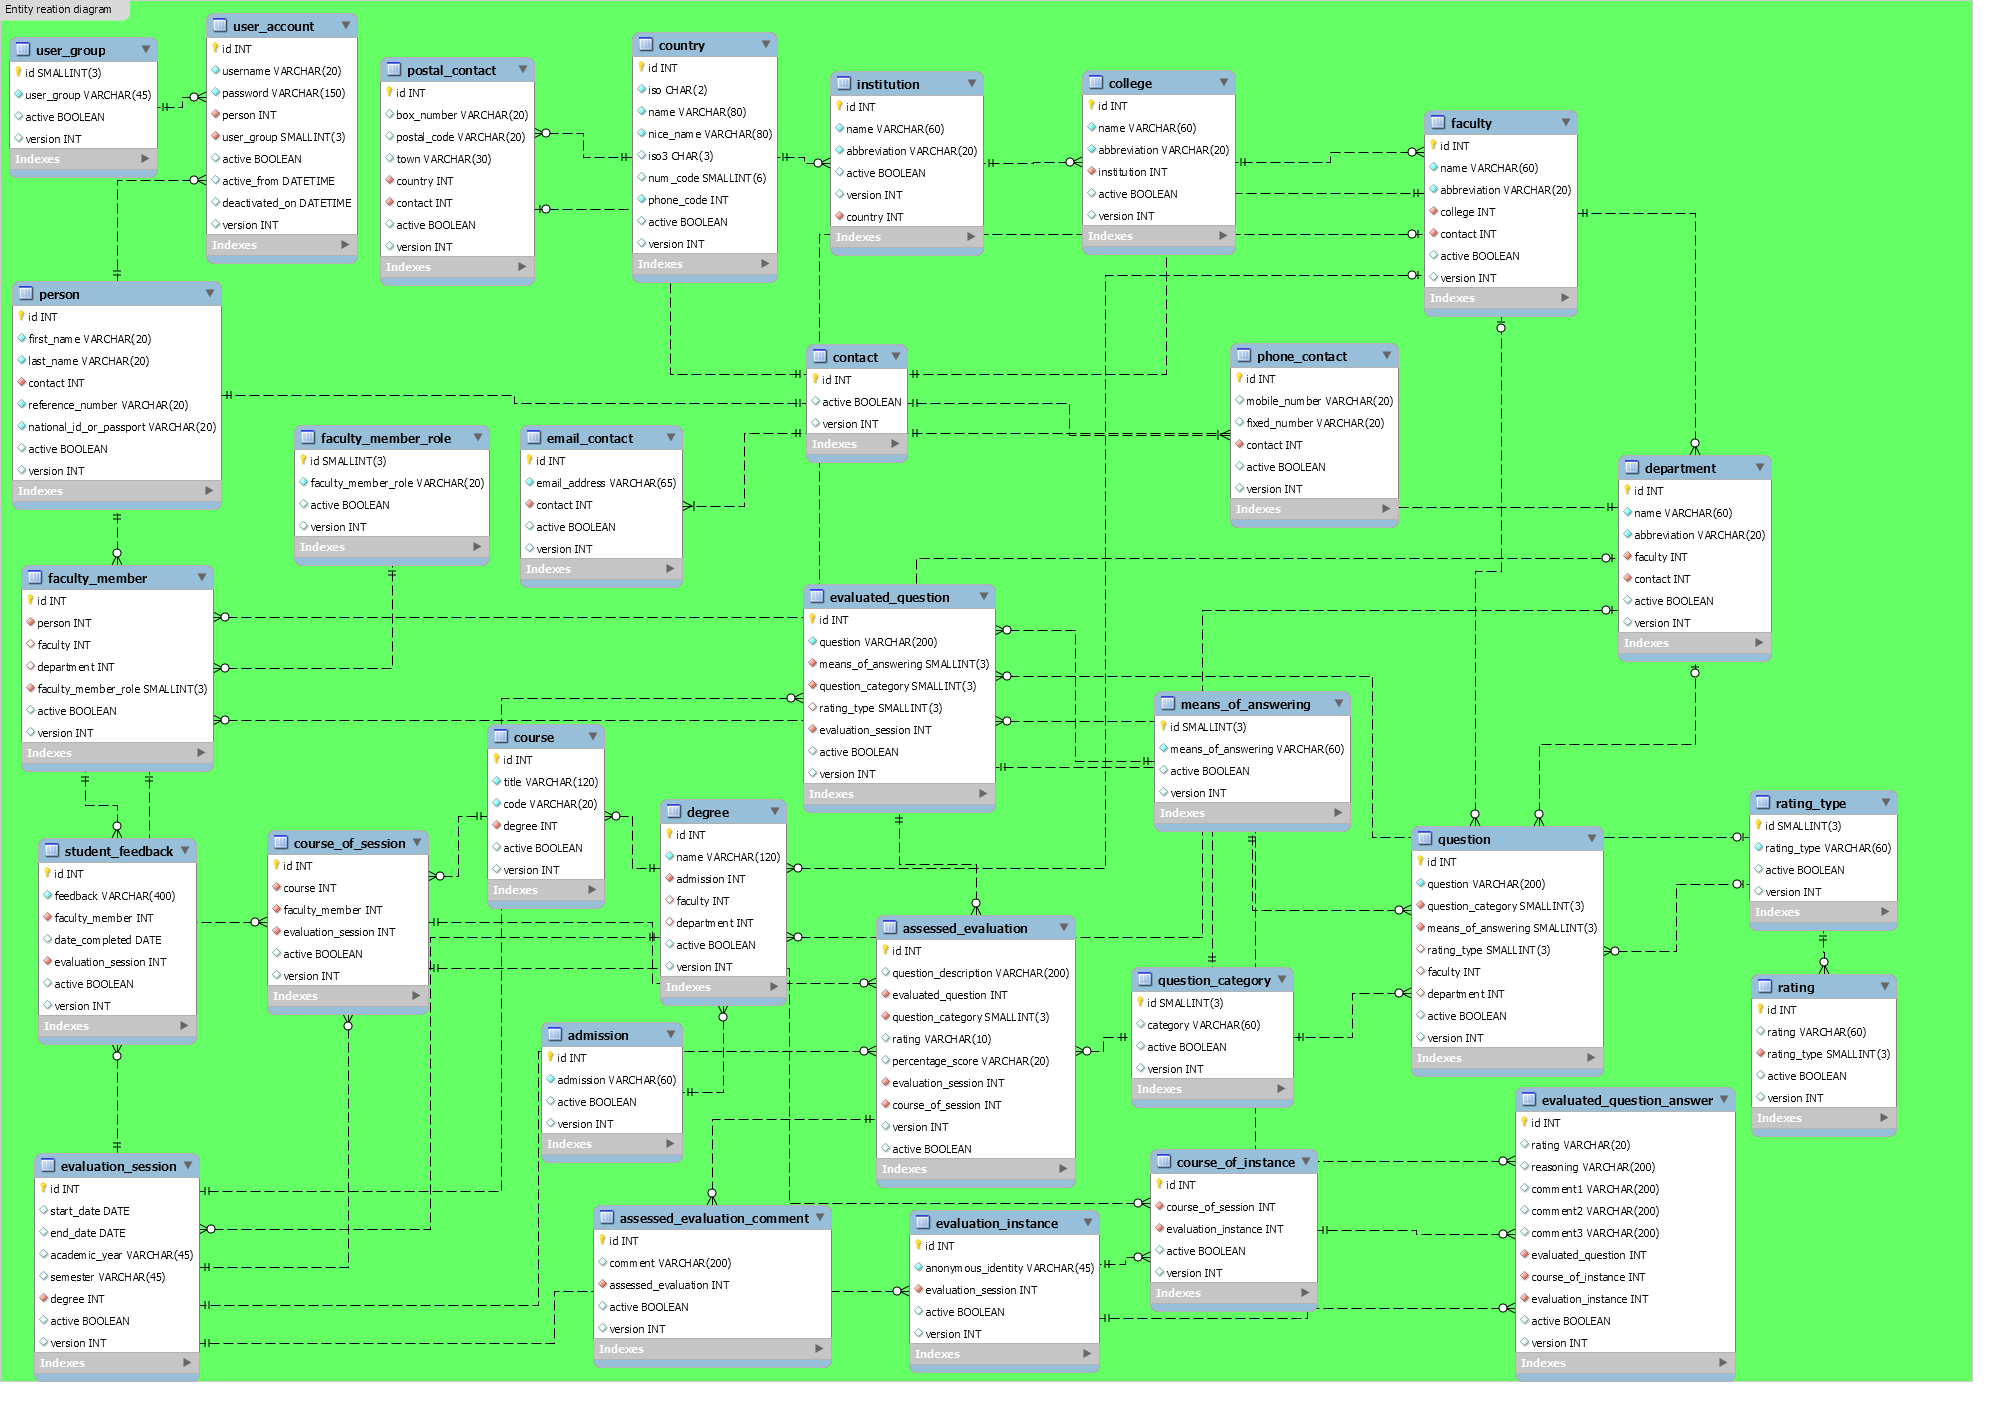 Entity reation diagram
user_group
id SMALLINT(3)
user_group VARCHAR(45)
active BOOLEAN
version INT
Indexes
user_account
id INT
username VARCHAR(20)
password VARCHAR(150)
person INT
user_group SMALLINT(3)
active BOOLEAN
active_from DATETIME
deactivated_on DATETIME
version INT
Indexes
postal_contact
id INT
box_number VARCHAR(20)
postal_code VARCHAR(20)
town VARCHAR(30)
country INT
contact INT
active BOOLEAN
version INT
Indexes
country
id INT
iso CHAR(2)
name VARCHAR(80)
nice_name VARCHAR(80)
iso3 CHAR(3)
num_code SMALLINT(6)
phone_code INT
active BOOLEAN
version INT
Indexes
institution
id INT
name VARCHAR(60)
abbreviation VARCHAR(20)
active BOOLEAN
version INT
country INT
Indexes
college
id INT
name VARCHAR(60)
abbreviation VARCHAR(20)
institution INT
active BOOLEAN
version INT
Indexes
faculty
id INT
name VARCHAR(60)
abbreviation VARCHAR(20)
college INT
contact INT
active BOOLEAN
version INT
Indexes
person
id INT
first_name VARCHAR(20)
last_name VARCHAR(20)
contact INT
reference_number VARCHAR(20)
national_id_or_passport VARCHAR(20)
active BOOLEAN
version INT
Indexes
faculty_member_role
id SMALLINT(3)
faculty_member_role VARCHAR(20)
active BOOLEAN
version INT
Indexes
email_contact
id INT
email_address VARCHAR(65)
contact INT
active BOOLEAN
version INT
Indexes
contact
id INT
active BOOLEAN
version INT
Indexes
phone_contact
id INT
mobile_number VARCHAR(20)
fixed_number VARCHAR(20)
contact INT
active BOOLEAN
version INT
Indexes
department
id INT
name VARCHAR(60)
abbreviation VARCHAR(20)
faculty INT
contact INT
active BOOLEAN
version INT
Indexes
faculty_member
id INT
person INT
faculty INT
department INT
faculty_member_role SMALLINT(3)
active BOOLEAN
version INT
Indexes
evaluated_question
id INT
question VARCHAR(200)
means_of_answering SMALLINT(3)
question_category SMALLINT(3)
rating_type SMALLINT(3)
evaluation_session INT
active BOOLEAN
version INT
Indexes
means_of_answering
id SMALLINT(3)
means_of_answering VARCHAR(60)
active BOOLEAN
version INT
Indexes
course
id INT
title VARCHAR(120)
code VARCHAR(20)
degree INT
active BOOLEAN
version INT
Indexes
degree
id INT
name VARCHAR(120)
admission INT
faculty INT
department INT
active BOOLEAN
version INT
Indexes
rating_type
id SMALLINT(3)
rating_type VARCHAR(60)
active BOOLEAN
version INT
Indexes
question
id INT
question VARCHAR(200)
question_category SMALLINT(3)
means_of_answering SMALLINT(3)
rating_type SMALLINT(3)
faculty INT
department INT
active BOOLEAN
version INT
Indexes
student_feedback
id INT
feedback VARCHAR(400)
faculty_member INT
date_completed DATE
evaluation_session INT
active BOOLEAN
version INT
Indexes
course_of_session
id INT
course INT
faculty_member INT
evaluation_session INT
active BOOLEAN
version INT
Indexes
assessed_evaluation
id INT
question_description VARCHAR(200)
evaluated_question INT
question_category SMALLINT(3)
rating VARCHAR(10)
percentage_score VARCHAR(20)
evaluation_session INT
course_of_session INT
version INT
active BOOLEAN
Indexes
question_category
id SMALLINT(3)
category VARCHAR(60)
active BOOLEAN
version INT
Indexes
rating
id INT
rating VARCHAR(60)
rating_type SMALLINT(3)
active BOOLEAN
version INT
Indexes
admission
id INT
admission VARCHAR(60)
active BOOLEAN
version INT
Indexes
evaluated_question_answer
id INT
rating VARCHAR(20)
reasoning VARCHAR(200)
comment1 VARCHAR(200)
comment2 VARCHAR(200)
comment3 VARCHAR(200)
evaluated_question INT
course_of_instance INT
evaluation_instance INT
active BOOLEAN
version INT
Indexes
evaluation_session
id INT
start_date DATE
end_date DATE
academic_year VARCHAR(45)
semester VARCHAR(45)
degree INT
active BOOLEAN
version INT
Indexes
course_of_instance
id INT
course_of_session INT
evaluation_instance INT
active BOOLEAN
version INT
Indexes
assessed_evaluation_comment
id INT
comment VARCHAR(200)
assessed_evaluation INT
active BOOLEAN
version INT
Indexes
evaluation_instance
id INT
anonymous_identity VARCHAR(45)
evaluation_session INT
active BOOLEAN
version INT
Indexes